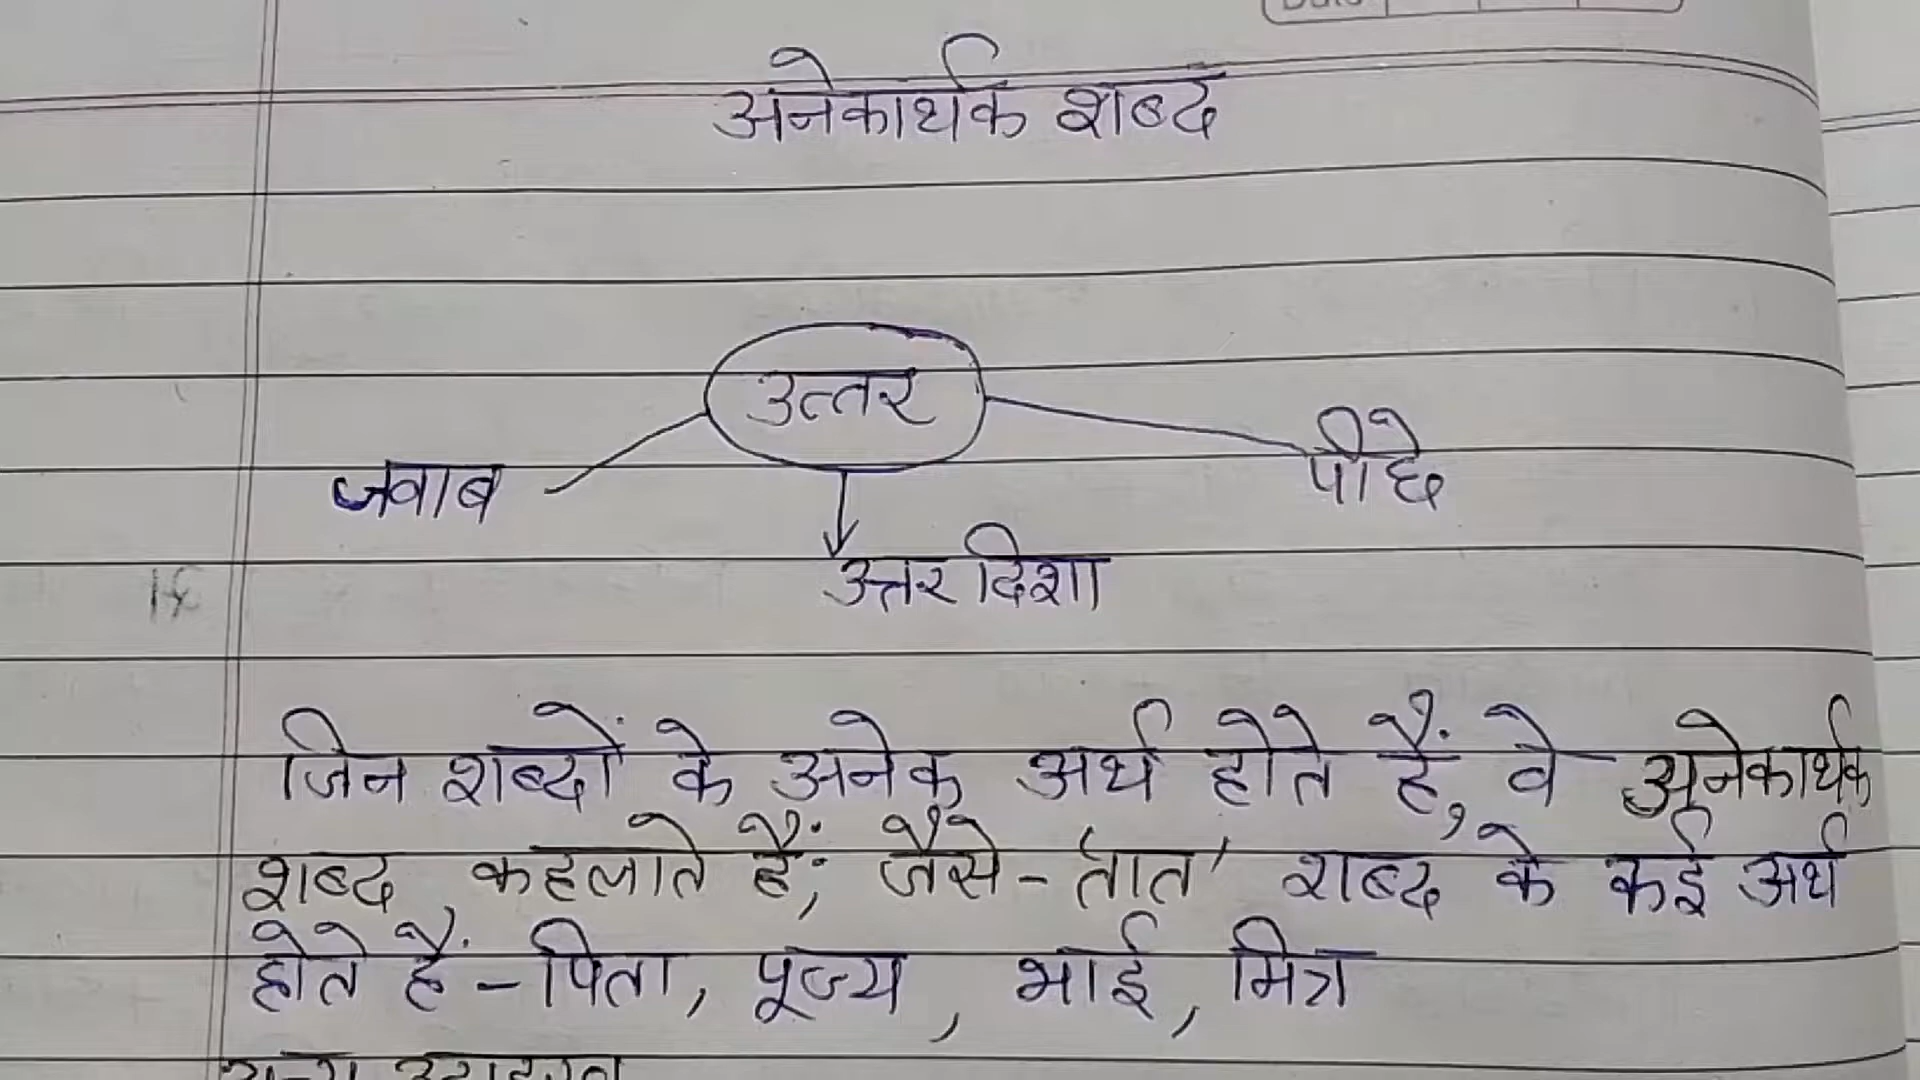 अनेकार्थक शब्द
उत्तर
जवाब
पीछे
उत्तर दिशा
जिन शब्दों के अनेक अर्थ होते हैं, वे अनेकार्थक
शब्द कहलाते हैं; जैसे - 'तात' शब्द के कई अर्थ
होते हैं - पिता, पूज्य, भाई, मित्र